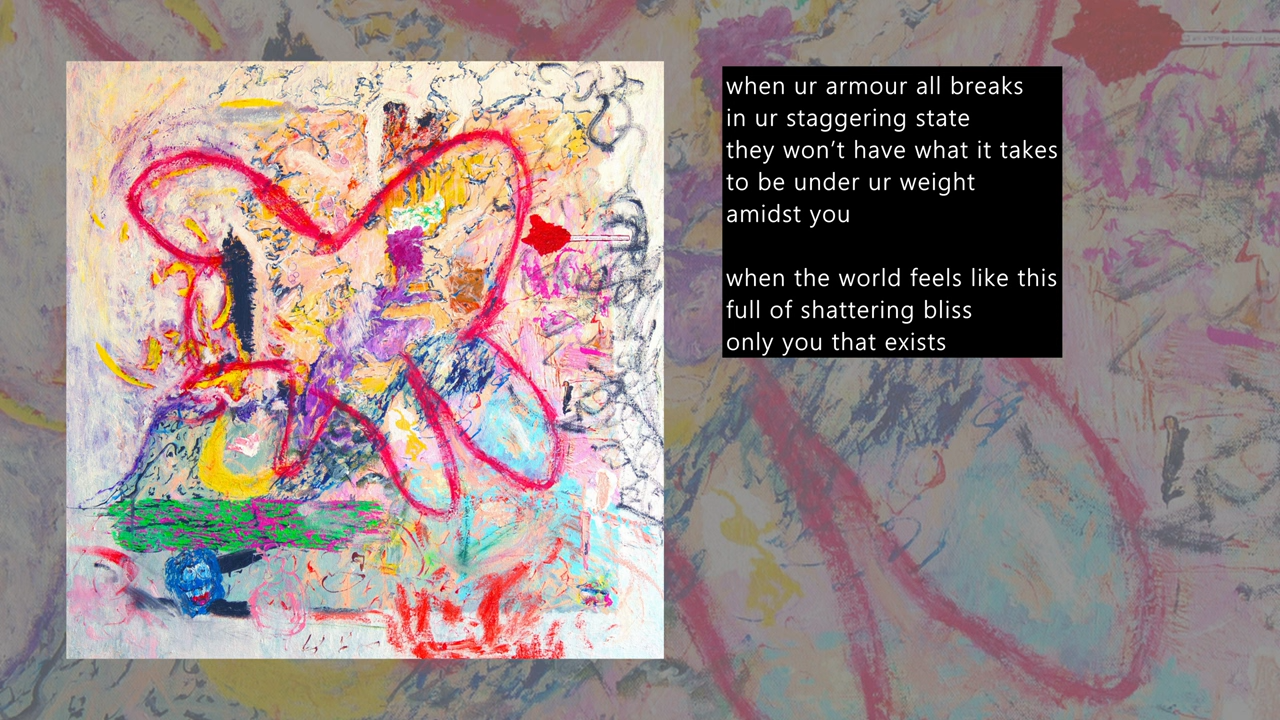 when ur armour all breaks
in ur staggering state
they won’t have what it takes
to be under ur weight
amidst you

when the world feels like this
full of shattering bliss
only you that exists